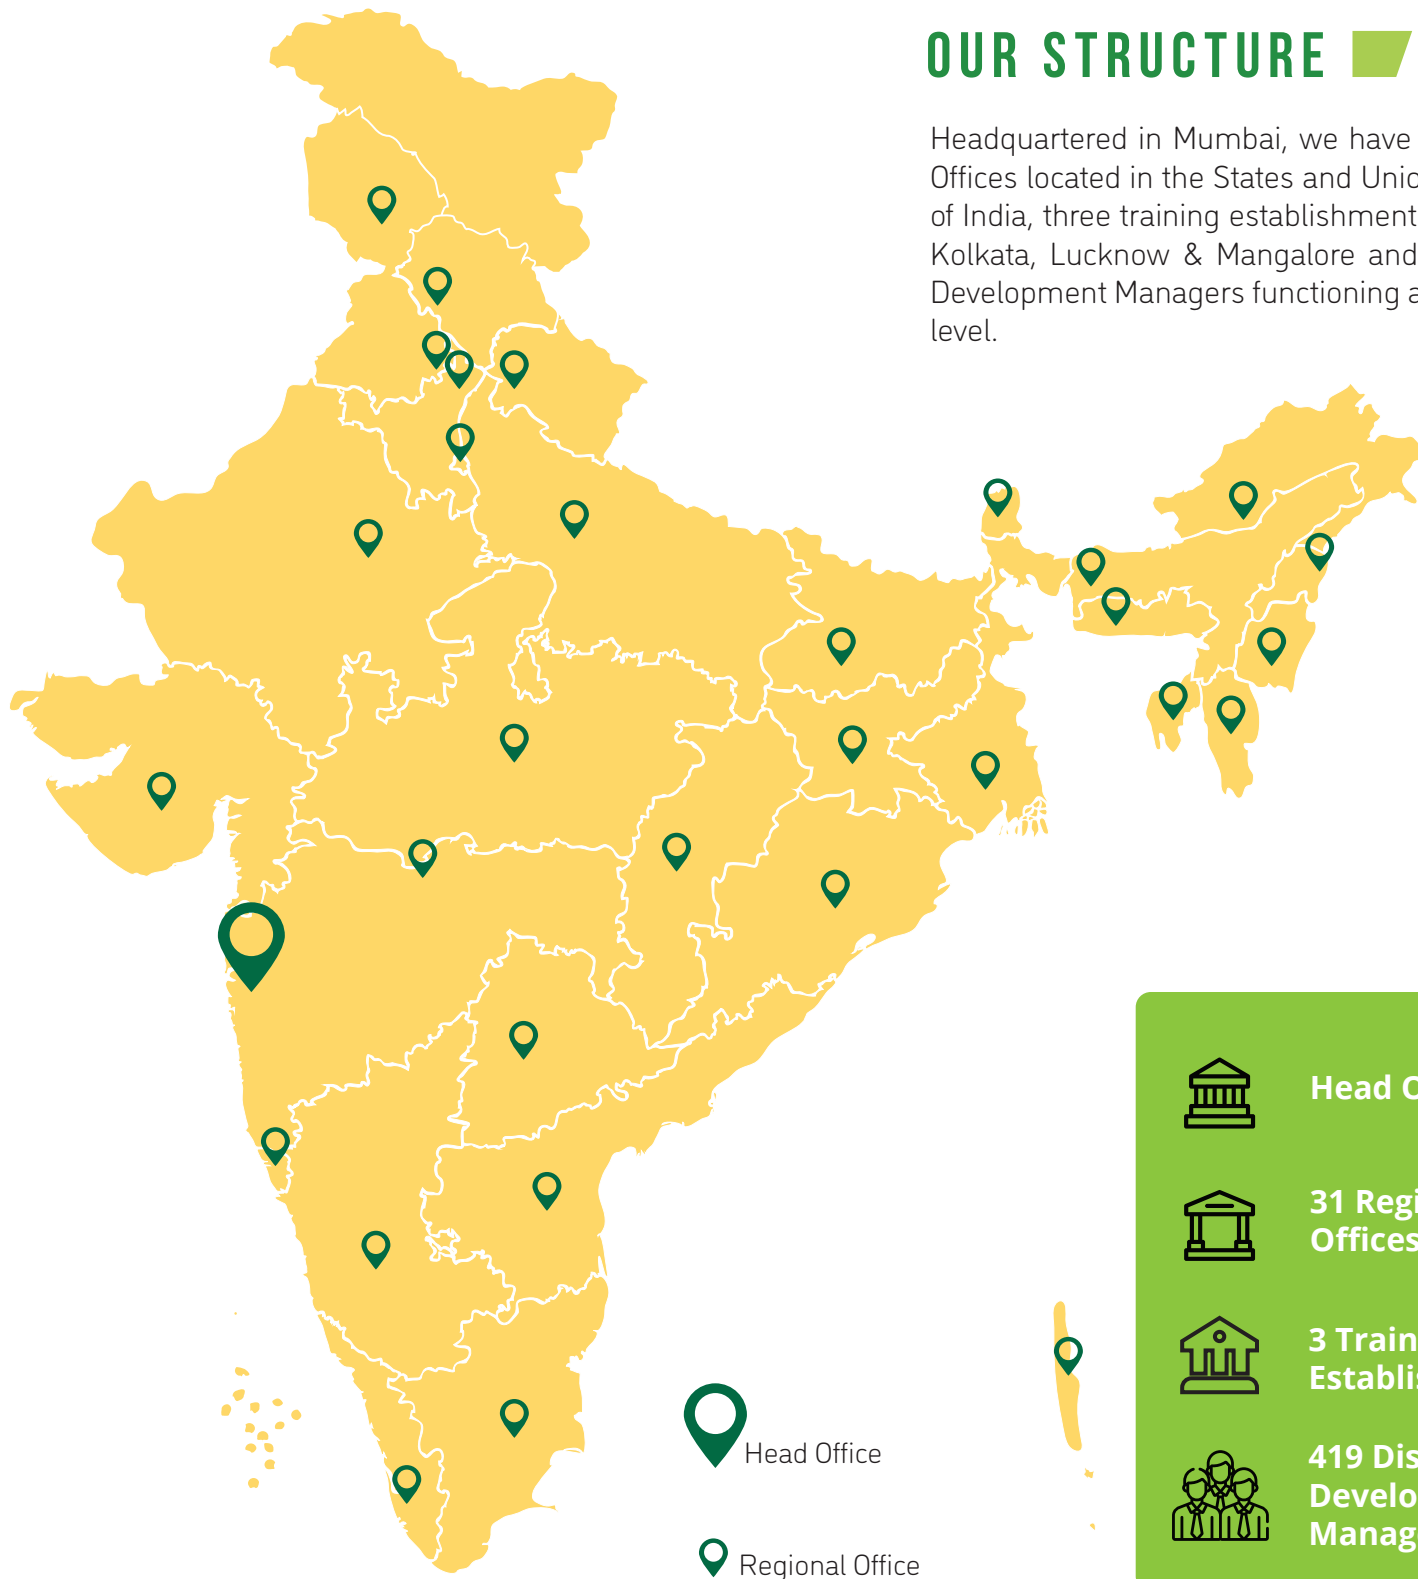 OUR STRUCTURE
Headquartered in Mumbai, we have
Offices located in the States and
of India, three training
Kolkata, Lucknow & Mangalore and
Development Managers functioning
level.
Head
31
Offices
3
419
Head Office
Regional Office